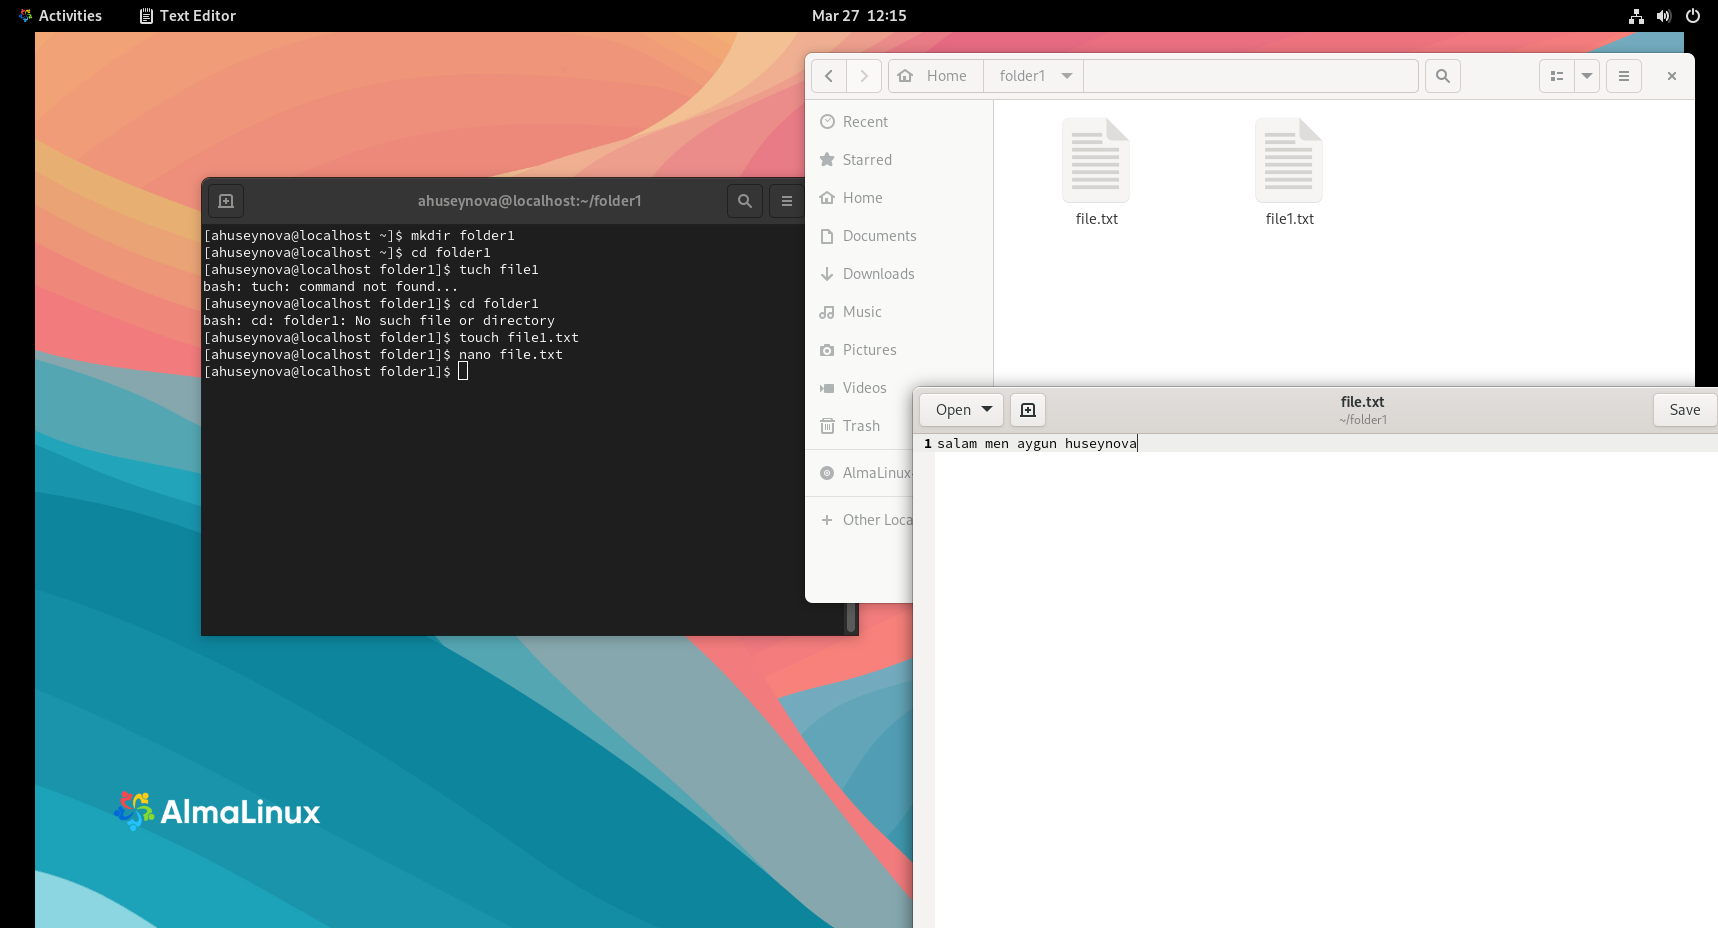 Activities
Text Editor
Mar 27 12:15
Home
folder1
Recent
Starred
Home
Documents
Downloads
Music
Pictures
Videos
Trash
AlmaLinux
Other Loca
file.txt
file1.txt
ahuseynova@localhost:~/folder1
[ahuseynova@localhost ~]$ mkdir folder1
[ahuseynova@localhost ~]$ cd folder1
[ahuseynova@localhost folder1]$ tuch file1
bash: tuch: command not found...
[ahuseynova@localhost folder1]$ cd folder1
bash: cd: folder1: No such file or directory
[ahuseynova@localhost folder1]$ touch file1.txt
[ahuseynova@localhost folder1]$ nano file.txt
[ahuseynova@localhost folder1]$
Open
file.txt
~/folder1
Save
1 salam men aygun huseynova
AlmaLinux